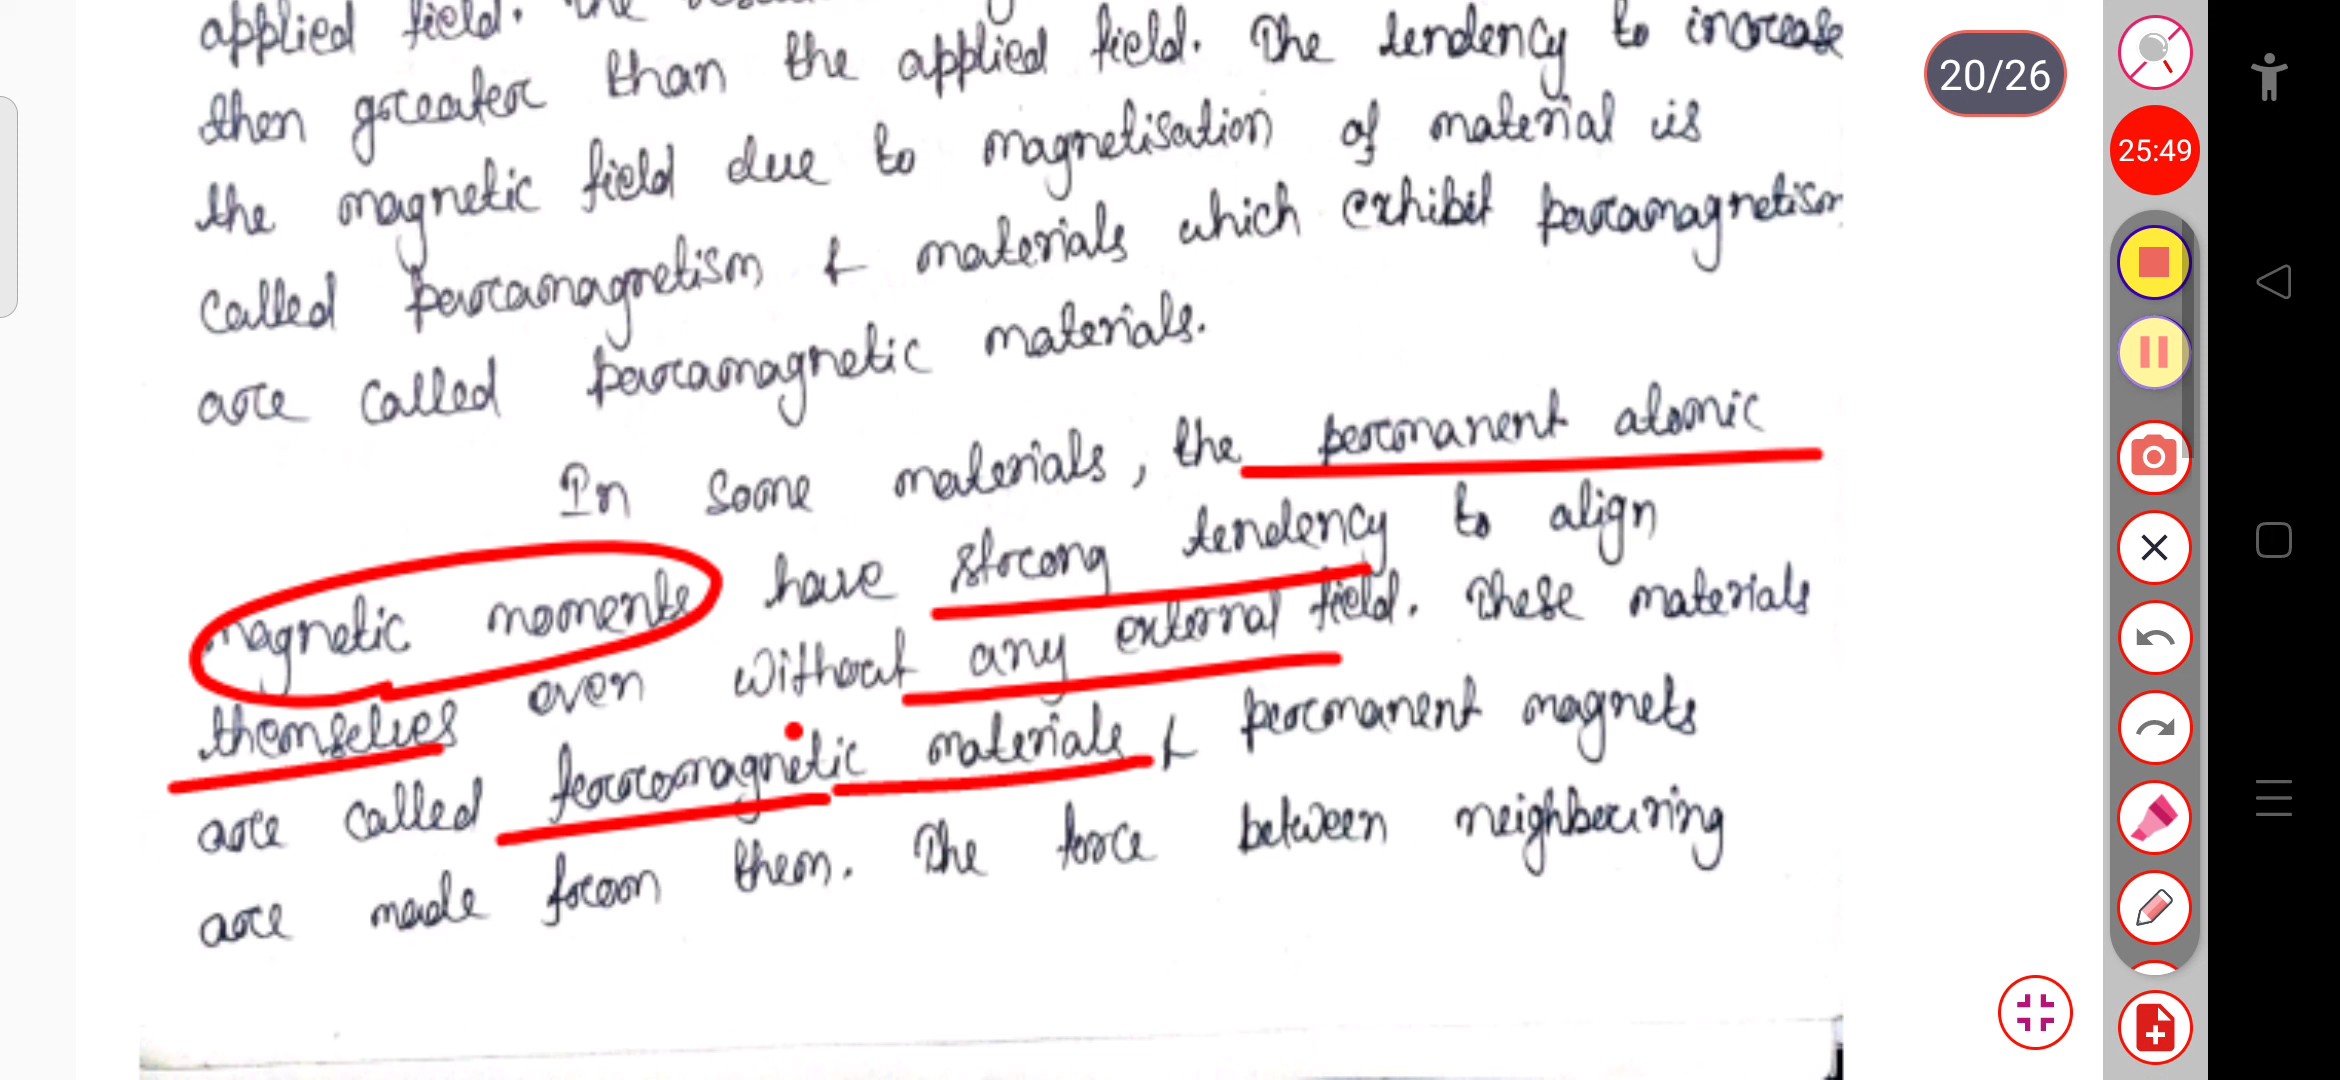 applied field. The
then greater than the applied field. The tendency to increase
the magnetic field due to magnetisation of material is
called paramagnetism & materials which exhibit paramagnetism
are called paramagnetic materials.
In some materials, the permanent atomic
magnetic moments have strong tendency to align
themselves even without any external field. These materials
are called ferromagnetic materials & permanent magnets
are made from them. The force between neighbouring
20/26
25:49